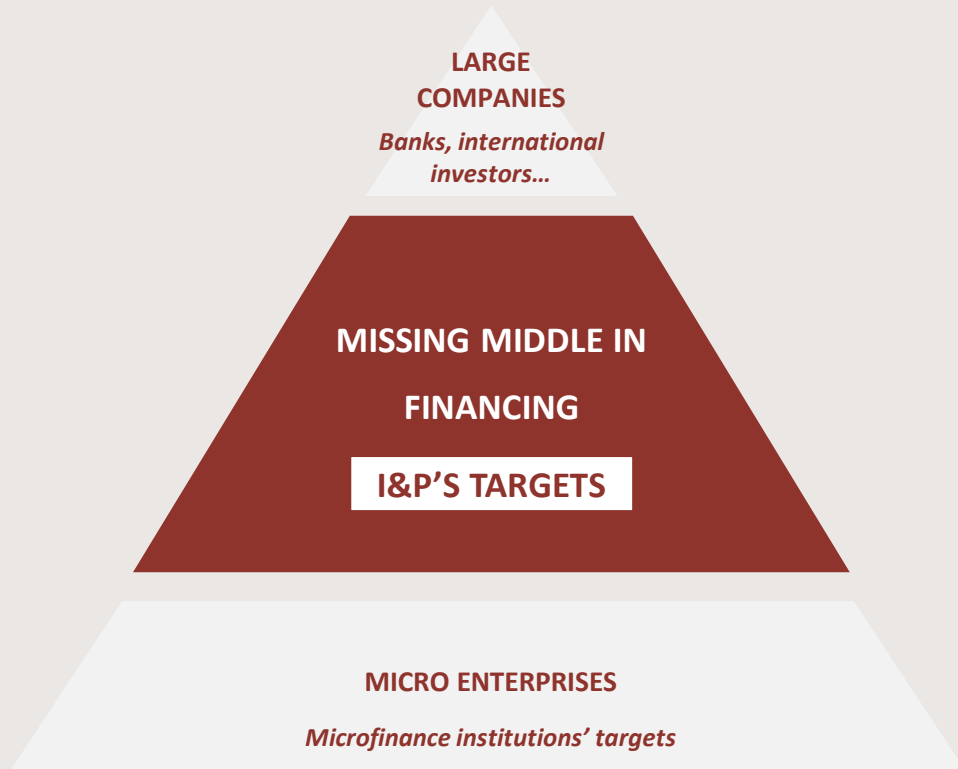 LARGE
COMPANIES
Banks, international
investors…
MISSING MIDDLE IN
FINANCING
I&P’S TARGETS
MICRO ENTERPRISES
Microfinance institutions’ targets